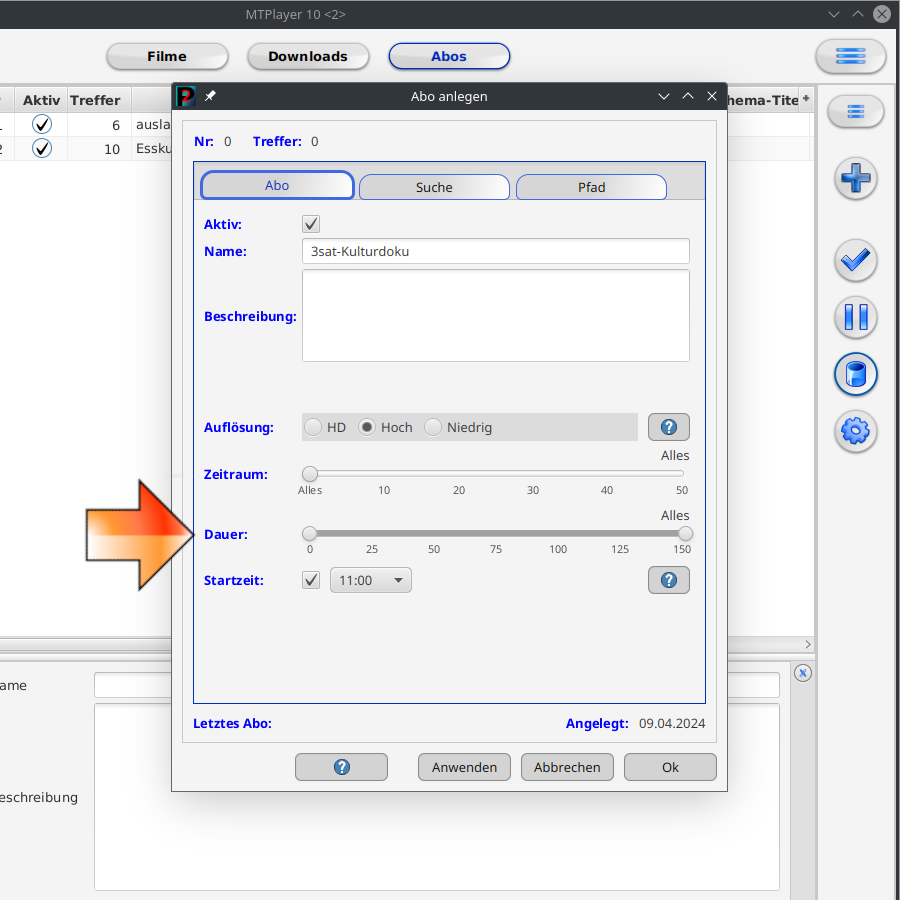 MTPlayer 10 <2>
Filme Downloads Abos
Abo anlegen
Aktiv Treffer hema-Tite +
6 ausla
10 Essku
Nr: 0 Treffer: 0
Abo Suche Pfad
Aktiv:
Name: 3sat-Kulturdoku
Beschreibung:
Auflösung: HD Hoch Niedrig ?
Alles
Zeitraum:
Alles 10 20 30 40 50
Alles
Dauer:
0 25 50 75 100 125 150
Startzeit: 11:00 ?
ame
Letztes Abo: Angelegt: 09.04.2024
? Anwenden Abbrechen Ok
eschreibung